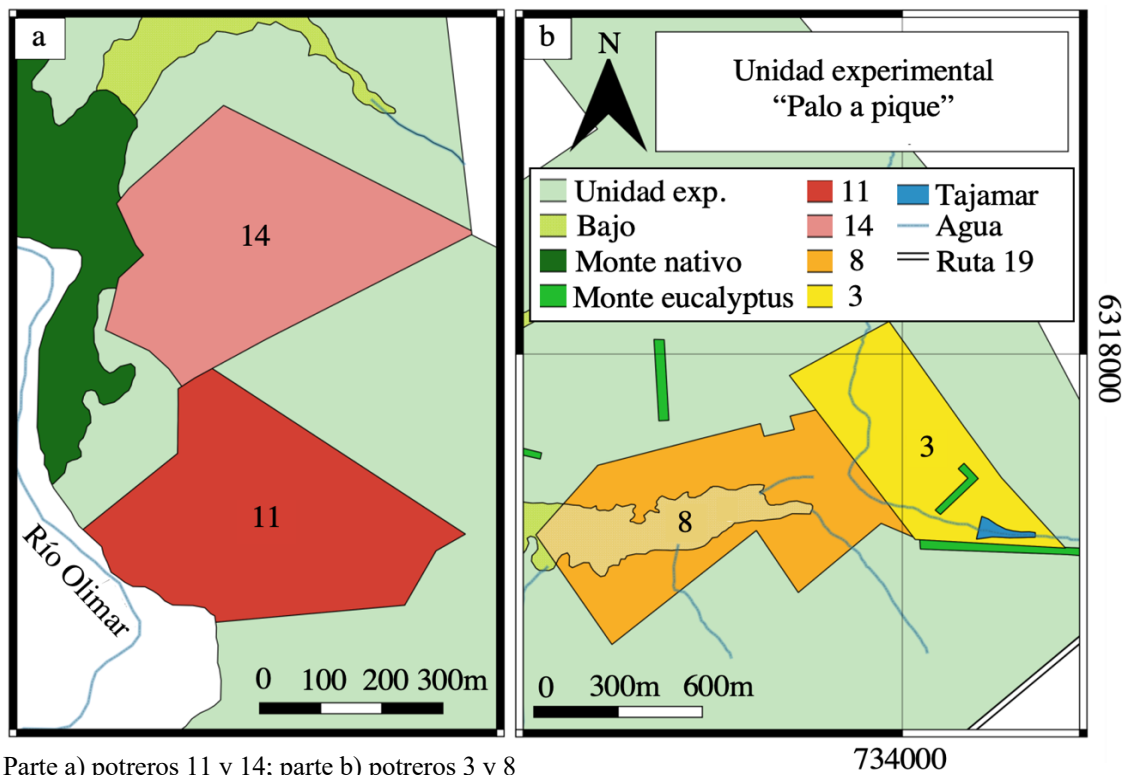 a
14
11
Río Olimar
0 100 200 300m
b
N
Unidad experimental
“Palo a pique”
Unidad exp.
Bajo
Monte nativo
Monte eucalyptus
11
14
8
3
Tajamar
Agua
Ruta 19
3
8
0 300m 600m
6318000
734000
Parte a) potreros 11 y 14; parte b) potreros 3 y 8